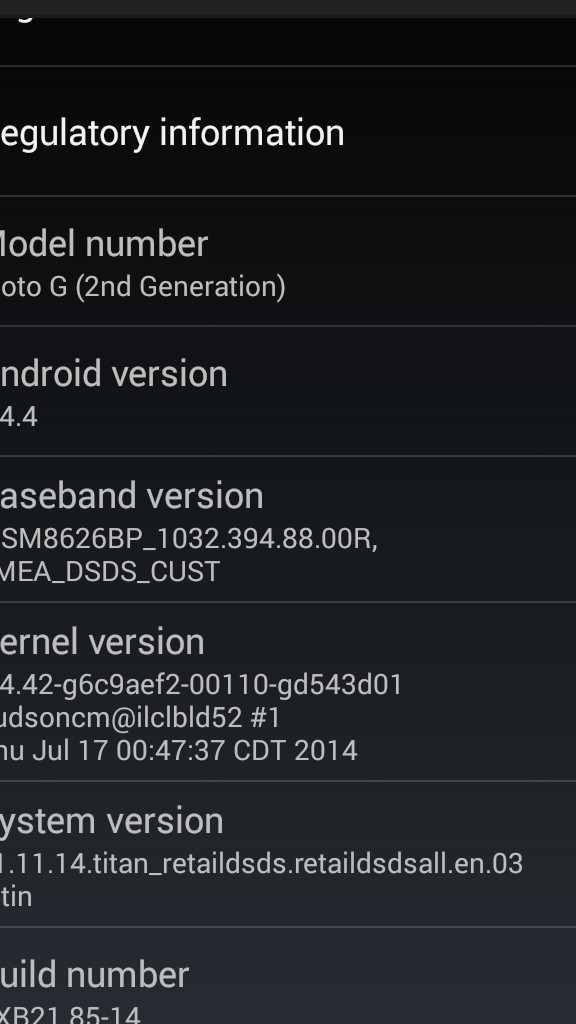 egulatory information
Model number
oto G (2nd Generation)
ndroid version
4.4
aseband version
SM8626BP_1032.394.88.00R,
MEA_DSDS_CUST
ernel version
4.42-g6c9aef2-00110-gd543d01
udsoncm@ilclbld52 #1
hu Jul 17 00:47:37 CDT 2014
ystem version
1.11.14.titan_retaildsds.retaildsdsall.en.03
tin
uild number
XB21.85-14